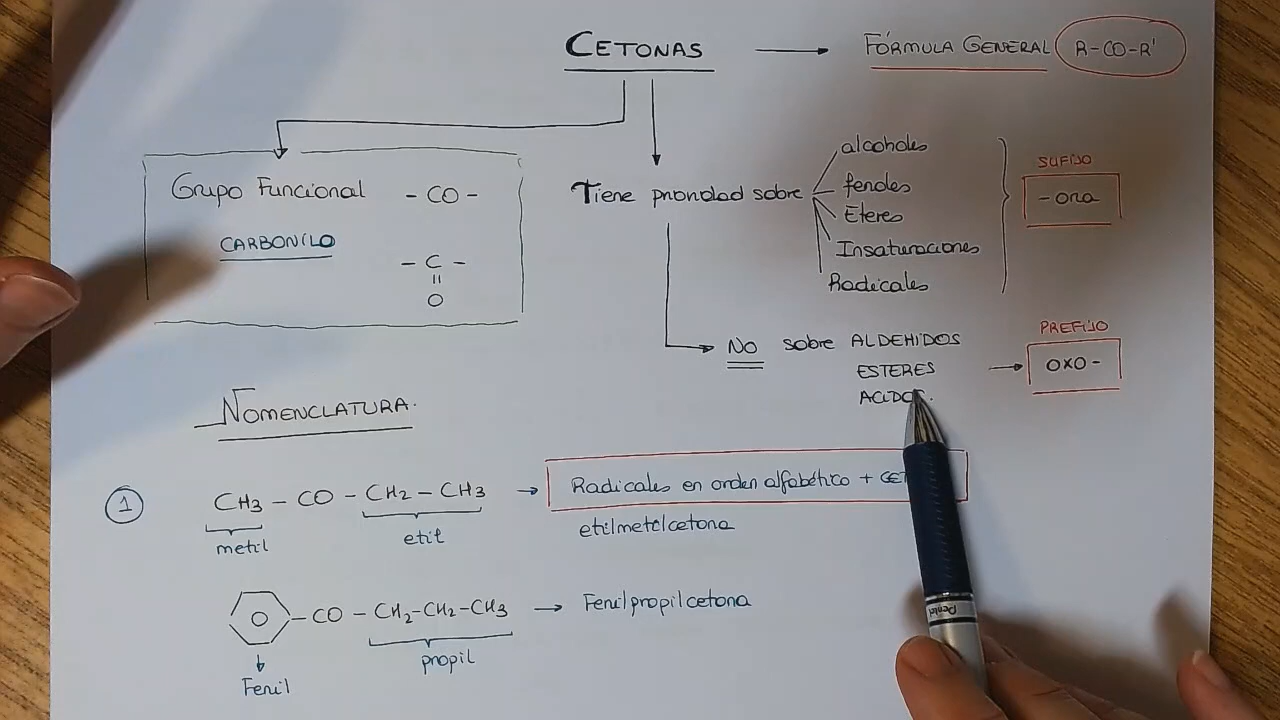 CETONAS → FÓRMULA GENERAL R-CO-R'
Grupo Funcional -CO-
CARBONILO
-C-
=
O
Tiene prioridad sobre
alcoholes
fenoles
Éteres
Insaturaciones
Radicales
SUFIJO
-ona
No sobre ALDEHIDOS
ESTERES
ACIDOS.
→
PREFIJO
oxo-
NOMENCLATURA.
1 CH3-CO-CH2-CH3 → Radicales en orden alfabético +
metil etil
etilmetilcetona
-CO-CH2-CH2-CH3 → Fenilpropilcetona
propil
Fenil
Pentel